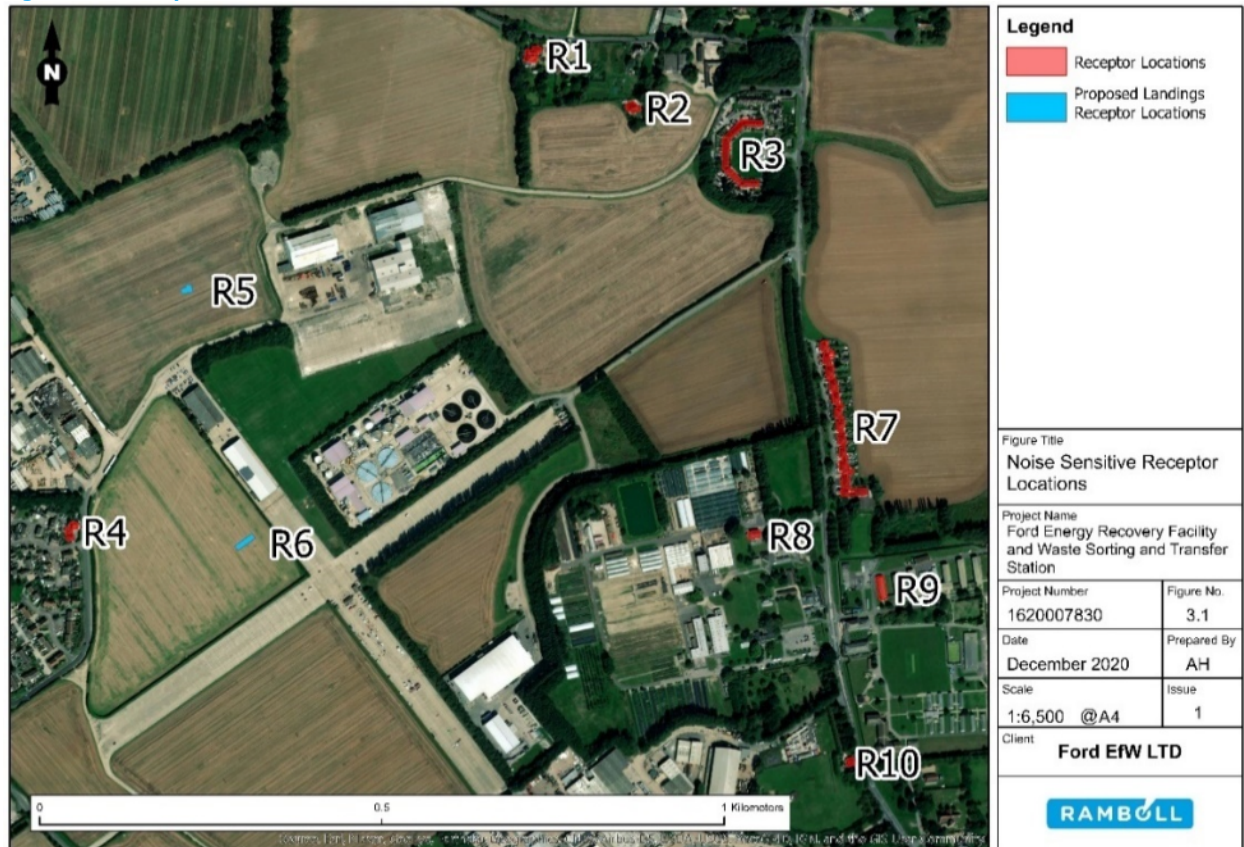 N
R1
R2
R3
R5
R7
R4
R6
R8
R9
R10
0
0.5
1 Kilometers
Legend
Receptor Locations
Proposed Landings
Receptor Locations
Figure Title
Noise Sensitive Receptor
Locations
Project Name
Ford Energy Recovery Facility
and Waste Sorting and Transfer
Station
Project Number
1620007830
Figure No.
3.1
Date
December 2020
Prepared By
AH
Scale
1:6,500 @A4
Issue
1
Client
Ford EfW LTD
RAMBOLL